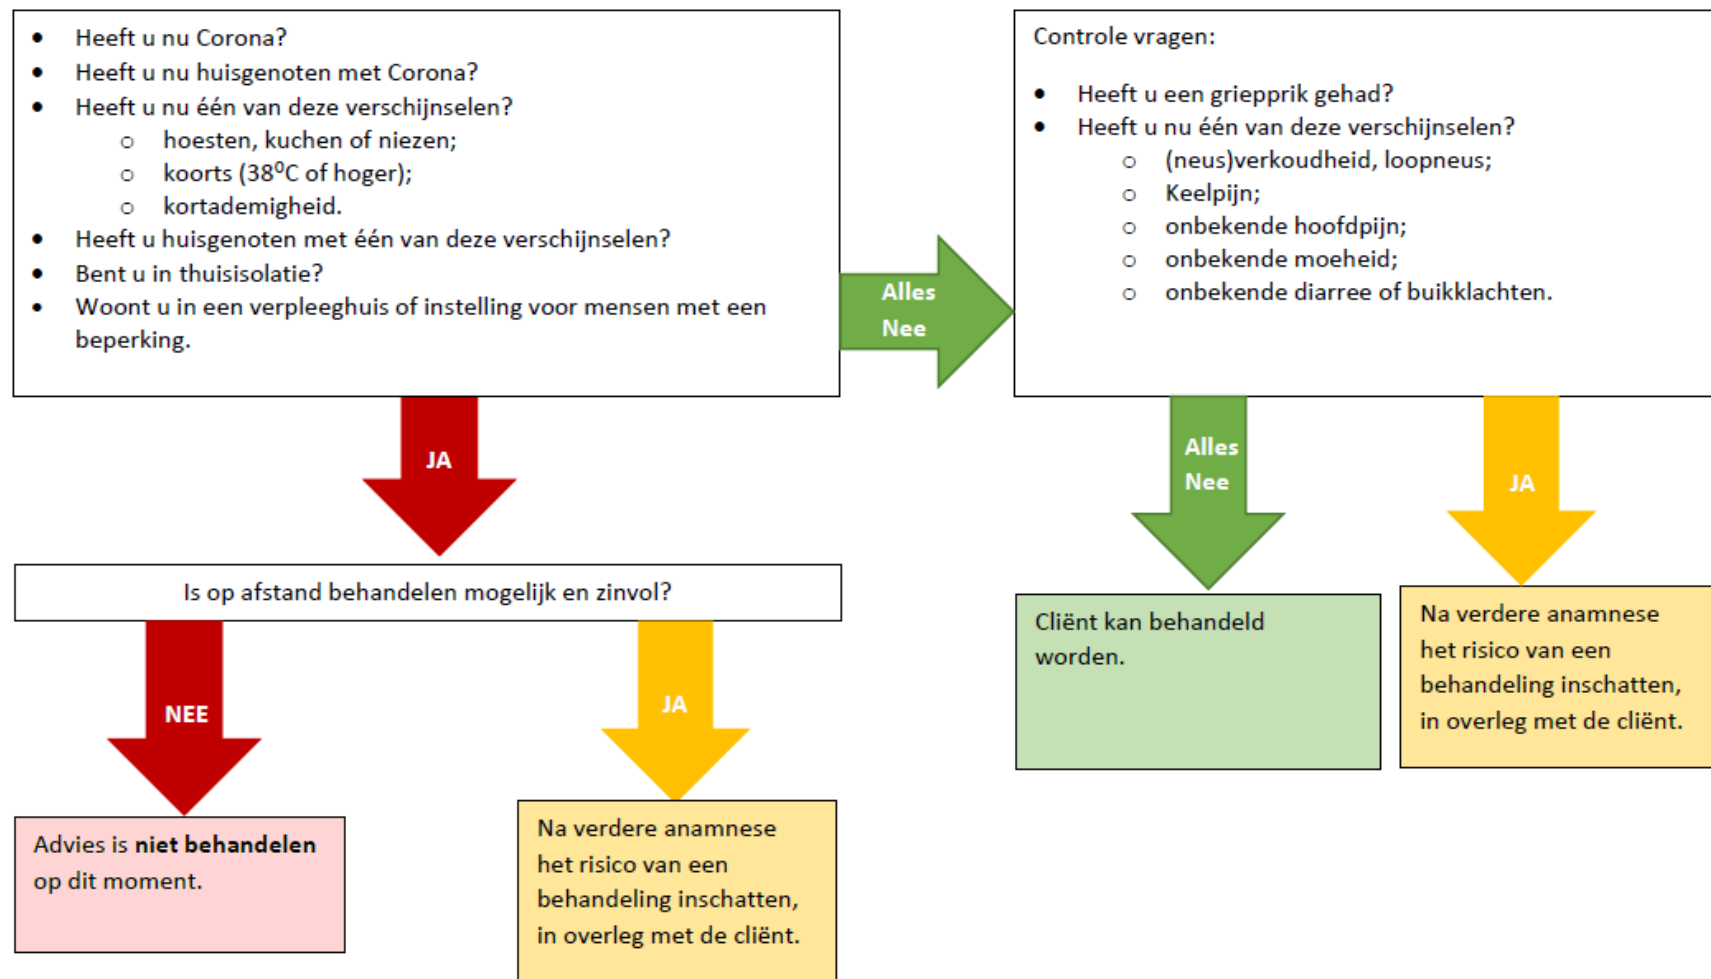 • Heeft u nu Corona?
• Heeft u nu huisgenoten met Corona?
• Heeft u nu één van deze verschijnselen?
o hoesten, kuchen of niezen;
o koorts (38⁰C of hoger);
o kortademigheid.
• Heeft u huisgenoten met één van deze verschijnselen?
• Bent u in thuisisolatie?
• Woont u in een verpleeghuis of instelling voor mensen met een
beperking.
Alles
Nee
Controle vragen:
• Heeft u een griepprik gehad?
• Heeft u nu één van deze verschijnselen?
o (neus)verkoudheid, loopneus;
o Keelpijn;
o onbekende hoofdpijn;
o onbekende moeheid;
o onbekende diarree of buikklachten.
JA
Alles
Nee
JA
Is op afstand behandelen mogelijk en zinvol?
NEE
JA
Cliënt kan behandeld
worden.
Na verdere anamnese
het risico van een
behandeling inschatten,
in overleg met de cliënt.
Advies is niet behandelen
op dit moment.
Na verdere anamnese
het risico van een
behandeling inschatten,
in overleg met de cliënt.